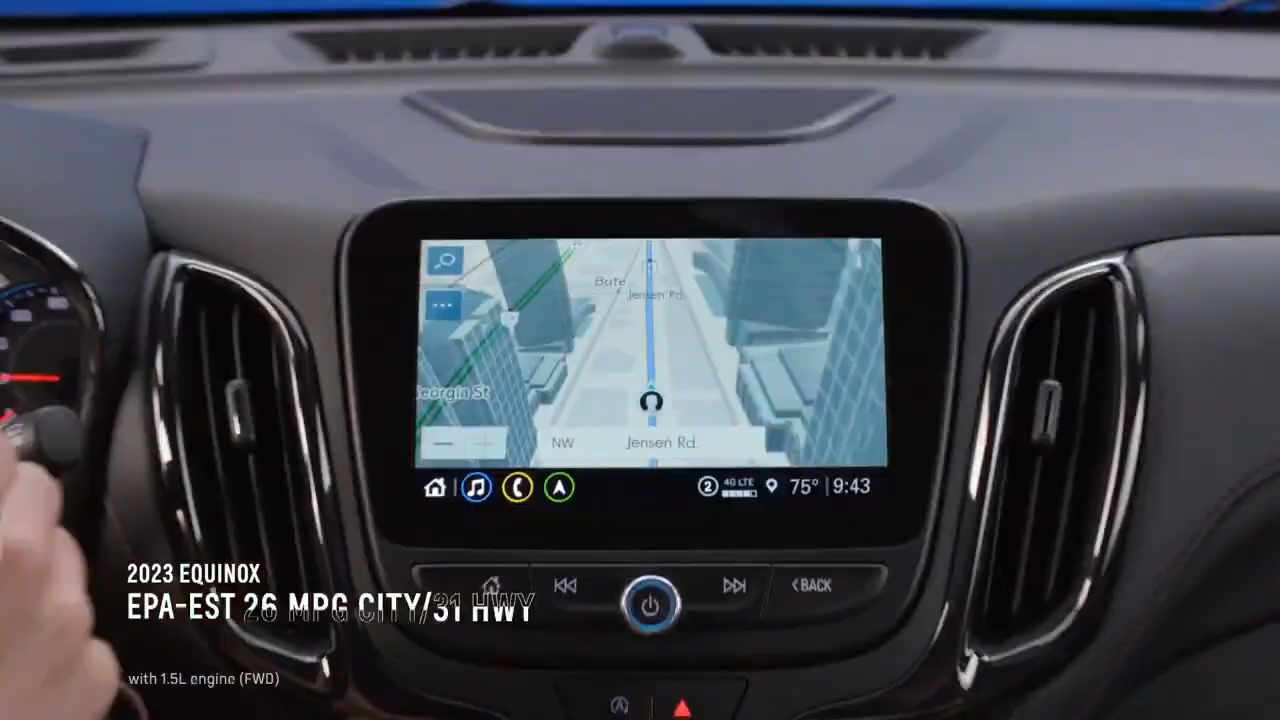 Bute
Jensen Rd.
eorgia St
NW Jensen Rd.
2 4G LTE 75° 9:43
2023 EQUINOX
EPA-EST 26 MPG CITY/31 HWY
<BACK
with 1.5L engine (FWD)